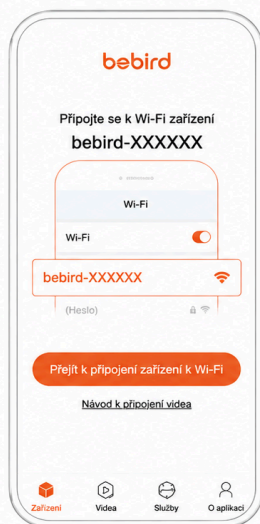 bebird
Připojte se k Wi-Fi zařízení
bebird-XXXXXX
Wi-Fi
Wi-Fi
bebird-XXXXXX
(Heslo)
Přejít k připojení zařízení k Wi-Fi
Návod k připojení videa
Zařízení Videa Služby O aplikaci